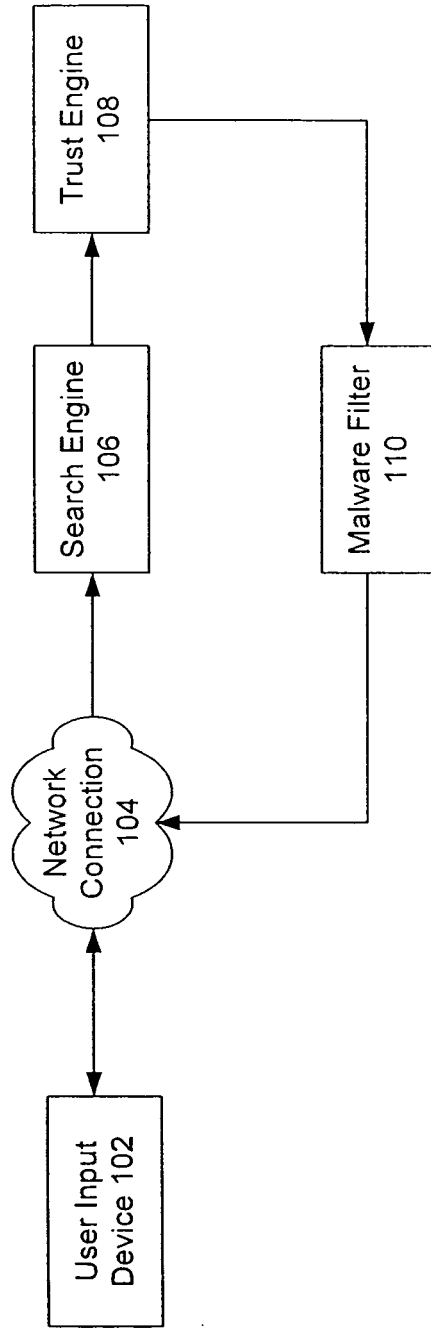 User Input
Device 102
Network
Connection
104
Search Engine
106
Trust Engine
108
Malware Filter
110